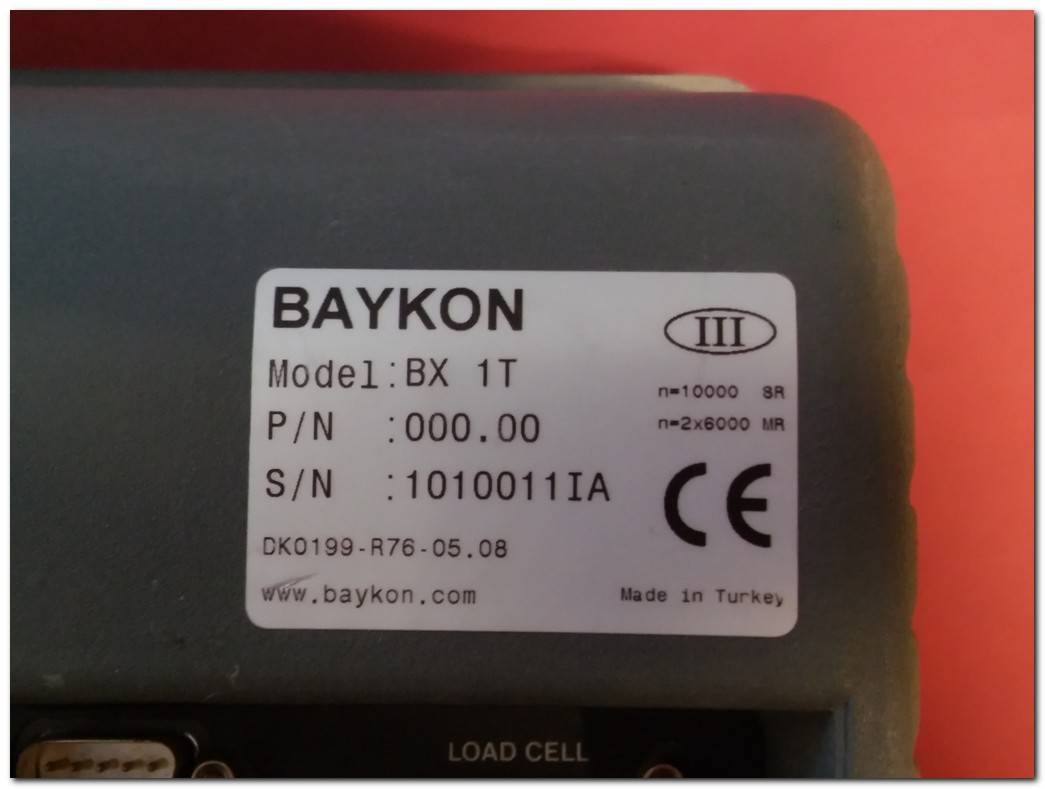 BAYKON
III
Model:BX 1T
n=10000 SR
P/N :000.00
n=2x6000 MR
S/N :1010011IA
CE
DK0199-R76-05.08
www.baykon.com
Made in Turkey
LOAD CELL